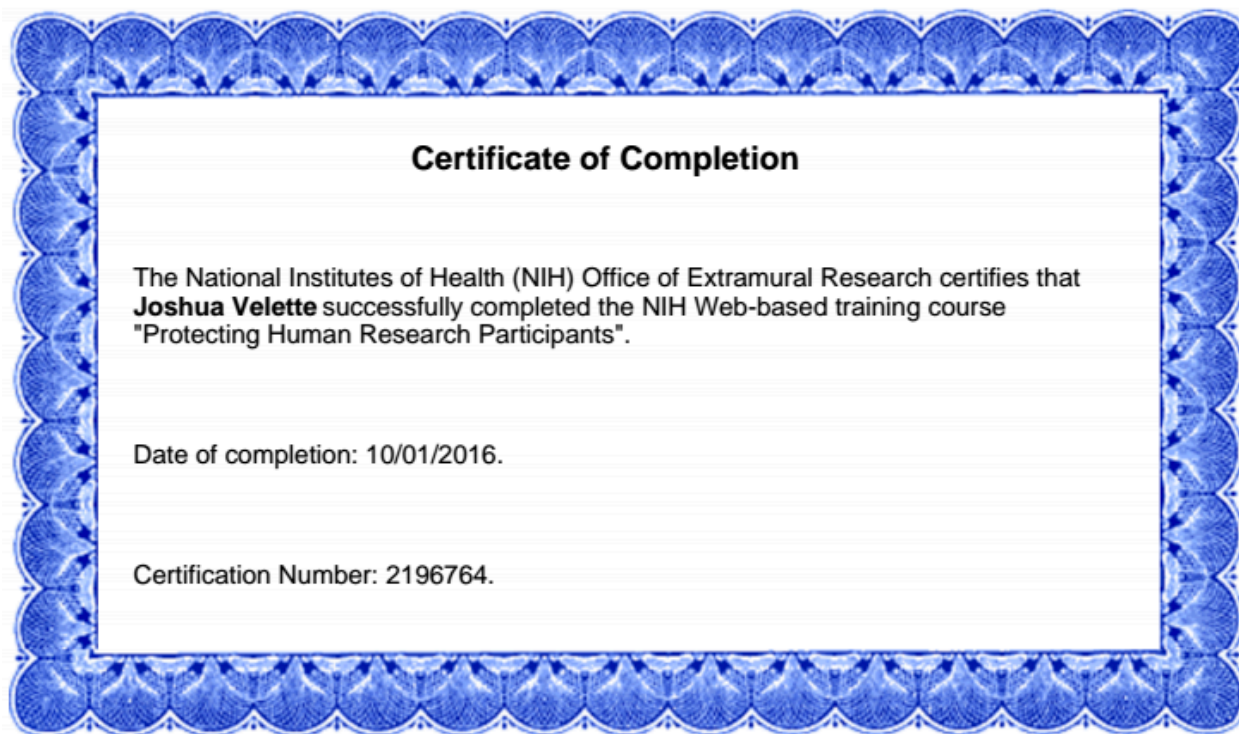 Certificate of Completion
The National Institutes of Health (NIH) Office of Extramural Research certifies that
Joshua Velette successfully completed the NIH Web-based training course
"Protecting Human Research Participants".
Date of completion: 10/01/2016.
Certification Number: 2196764.